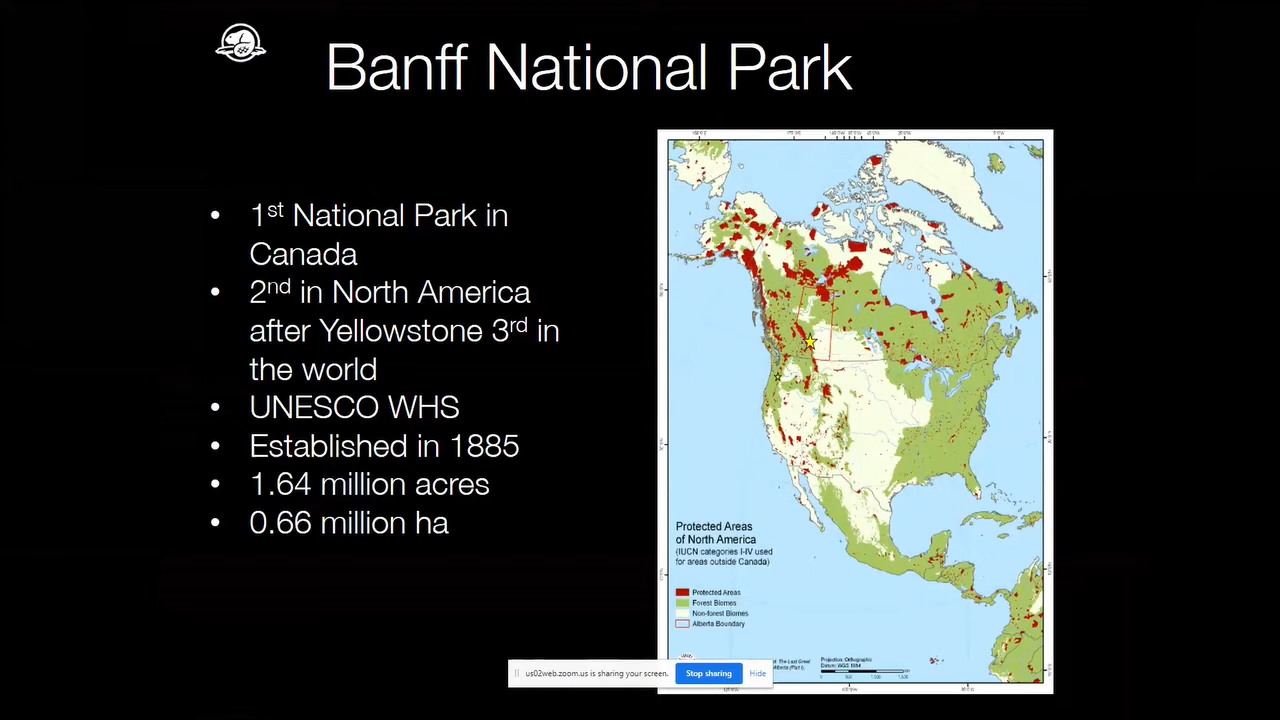 Banff National Park
• 1st National Park in
Canada
• 2nd in North America
after Yellowstone 3rd in
the world
• UNESCO WHS
• Established in 1885
• 1.64 million acres
• 0.66 million ha
Protected Areas
of North America
(IUCN categories I-IV used
for areas outside Canada)
Protected Areas
Forest Biomes
Non-forest Biomes
Alberta Boundary
The Last Great
Projection: Orthographic
Datum: WGS 1984
us02web.zoom.us is sharing your screen.
Stop sharing
Hide